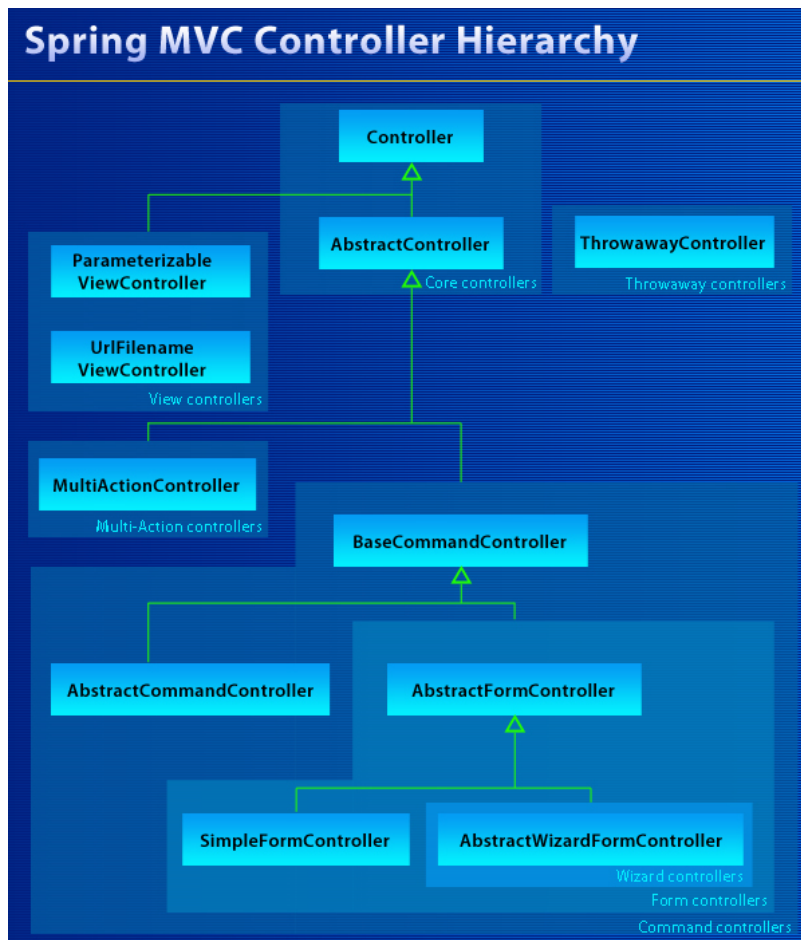 Spring MVC Controller Hierarchy
Controller
AbstractController
Core controllers
ThrowawayController
Throwaway controllers
Parameterizable
ViewController
UrlFilename
ViewController
View controllers
MultiActionController
Multi-Action controllers
BaseCommandController
AbstractCommandController
AbstractFormController
SimpleFormController
AbstractWizardFormController
Wizard controllers
Form controllers
Command controllers